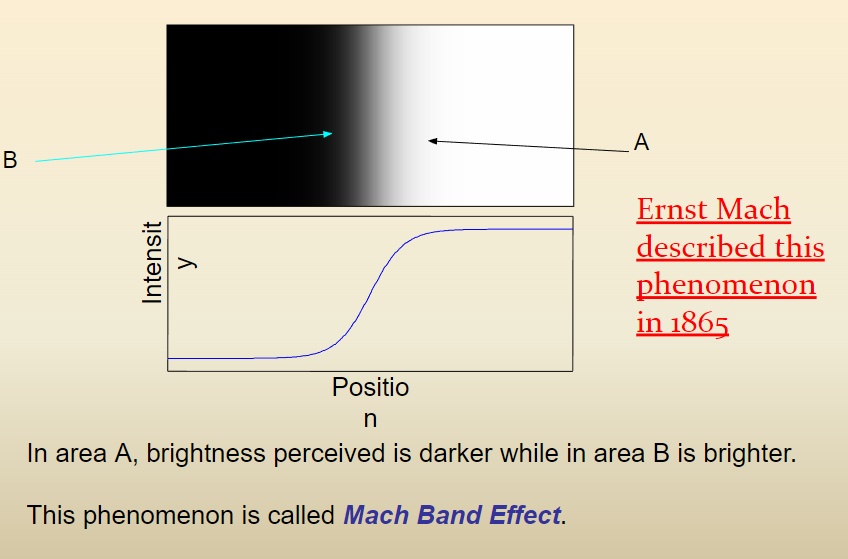 B
A
Intensit
y
Ernst Mach
described this
phenomenon
in 1865
Positio
n
In area A, brightness perceived is darker while in area B is brighter.
This phenomenon is called Mach Band Effect.